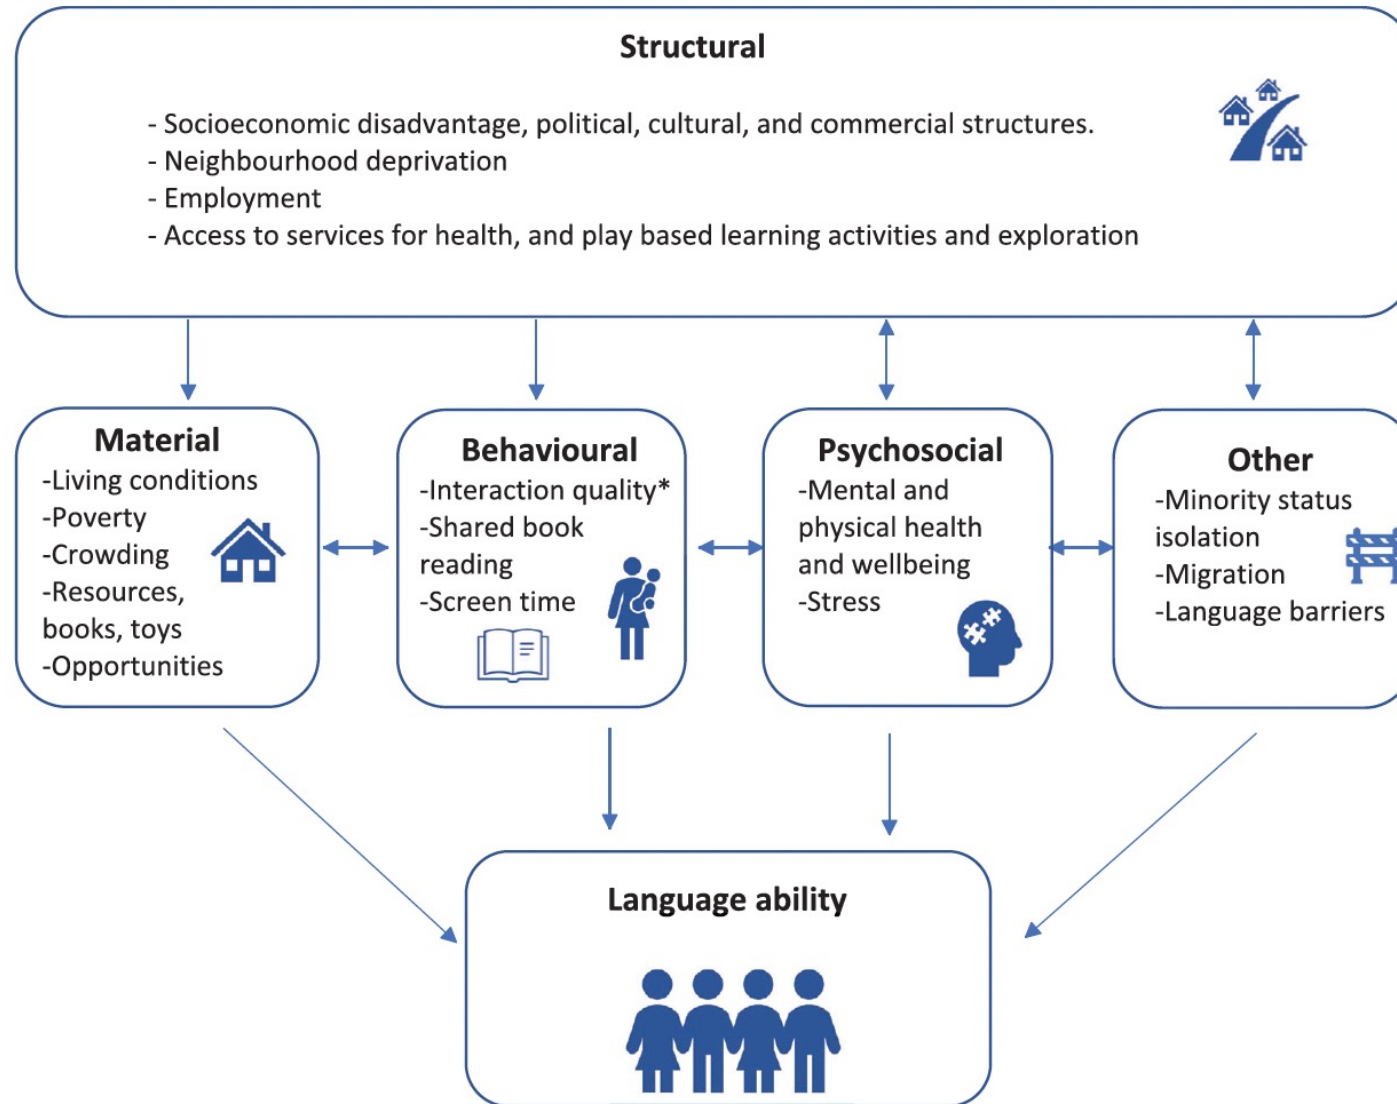 Structural
- Socioeconomic disadvantage, political, cultural, and commercial structures.
- Neighbourhood deprivation
- Employment
- Access to services for health, and play based learning activities and exploration
Material
-Living conditions
-Poverty
-Crowding
-Resources,
books, toys
-Opportunities
Behavioural
-Interaction quality*
-Shared book
reading
-Screen time
Psychosocial
-Mental and
physical health
and wellbeing
-Stress
Other
-Minority status
isolation
-Migration
-Language barriers
Language ability